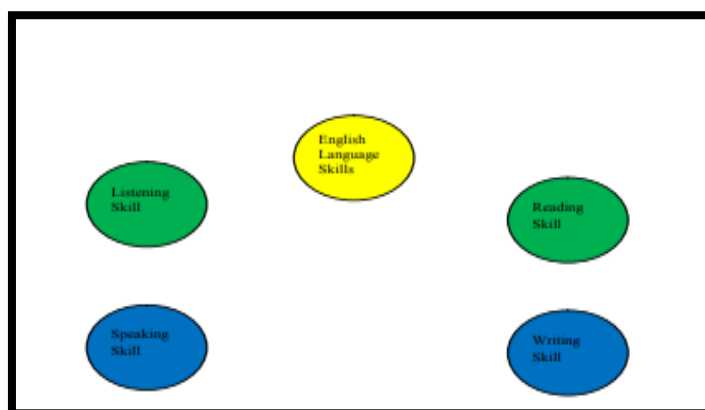 English
Language
Skills
Listening
Skill
Reading
Skill
Speaking
Skill
Writing
Skill